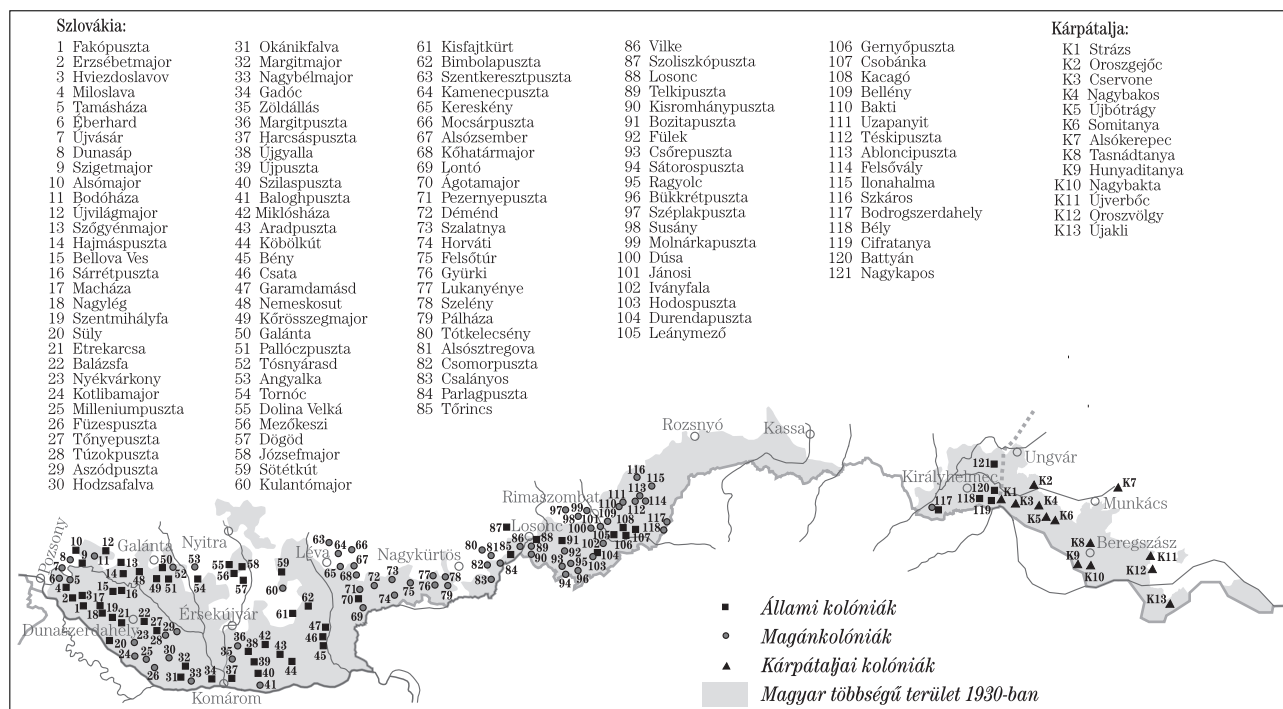 Szlovákia:
1 Fakópuszta
2 Erzsébetmajor
3 Hviezdoslavov
4 Miloslava
5 Tamásháza
6 Éberhard
7 Újvásár
8 Dunasáp
9 Szigetmajor
10 Alsómajor
11 Bodóháza
12 Újvilágmajor
13 Szőgyénmajor
14 Hajmáspuszta
15 Bellova Ves
16 Sárrétpuszta
17 Macháza
18 Nagylég
19 Szentmihályfa
20 Süly
21 Etrekarcsa
22 Balázsfa
23 Nyékvárkony
24 Kotlibamajor
25 Milleniumpuszta
26 Füzespuszta
27 Tőnyepuszta
28 Túzokpuszta
29 Aszódpuszta
30 Hodzsafalva
31 Okánikfalva
32 Margitmajor
33 Nagybélmajor
34 Gadóc
35 Zöldállás
36 Margitpuszta
37 Harcsáspuszta
38 Újgyalla
39 Újpuszta
40 Szilaspuszta
41 Baloghpuszta
42 Miklósháza
43 Aradpuszta
44 Köbölkút
45 Bény
46 Csata
47 Garamdamásd
48 Nemeskosut
49 Kőrösszegmajor
50 Galánta
51 Pallóczpuszta
52 Tósnyárasd
53 Angyalka
54 Tornóc
55 Dolina Velká
56 Mezőkeszi
57 Dögöd
58 Józsefmajor
59 Sötétkút
60 Kulantómajor
61 Kisfajtkürt
62 Bimbolapuszta
63 Szentkeresztpuszta
64 Kamenecpuszta
65 Kereskény
66 Mocsárpuszta
67 Alsózsember
68 Kőhatármajor
69 Lontó
70 Ágotamajor
71 Pezernyepuszta
72 Déménd
73 Szalatnya
74 Horváti
75 Felsőtúr
76 Gyürki
77 Lukanyénye
78 Szelény
79 Pálháza
80 Tótkelecsény
81 Alsósztregova
82 Csomorpuszta
83 Csalányos
84 Parlagpuszta
85 Tőrincs
86 Vilke
87 Szoliszkópuszta
88 Losonc
89 Telkipuszta
90 Kisromhánypuszta
91 Bozitapuszta
92 Fülek
93 Csőrepuszta
94 Sátorospuszta
95 Ragyolc
96 Bükkrétpuszta
97 Széplakpuszta
98 Susány
99 Molnárkapuszta
100 Dúsa
101 Jánosi
102 Iványfala
103 Hodospuszta
104 Durendapuszta
105 Leánymező
106 Gernyőpuszta
107 Csobánka
108 Kacagó
109 Bellény
110 Bakti
111 Uzapanyit
112 Téskipuszta
113 Abloncipuszta
114 Felsővály
115 Ilonahalma
116 Szkáros
117 Bodrogszerdahely
118 Bély
119 Cifratanya
120 Battyán
121 Nagykapos
Kárpátalja:
K1 Strázs
K2 Oroszgejőc
K3 Cservone
K4 Nagybakos
K5 Újbótrágy
K6 Somitanya
K7 Alsókerepec
K8 Tasnádtanya
K9 Hunyaditanya
K10 Nagybakta
K11 Újverbőc
K12 Oroszvölgy
K13 Újakli
Rozsnyó
Kassa
Ungvár
Királyhelmec
Munkács
Beregszász
Rimaszombat
Losonc
Nagykürtös
Léva
Nyitra
Galánta
Pozsony
Érsekújvár
Dunaszerdahely
Komárom
Állami kolóniák
Magánkolóniák
Kárpátaljai kolóniák
Magyar többségű terület 1930-ban